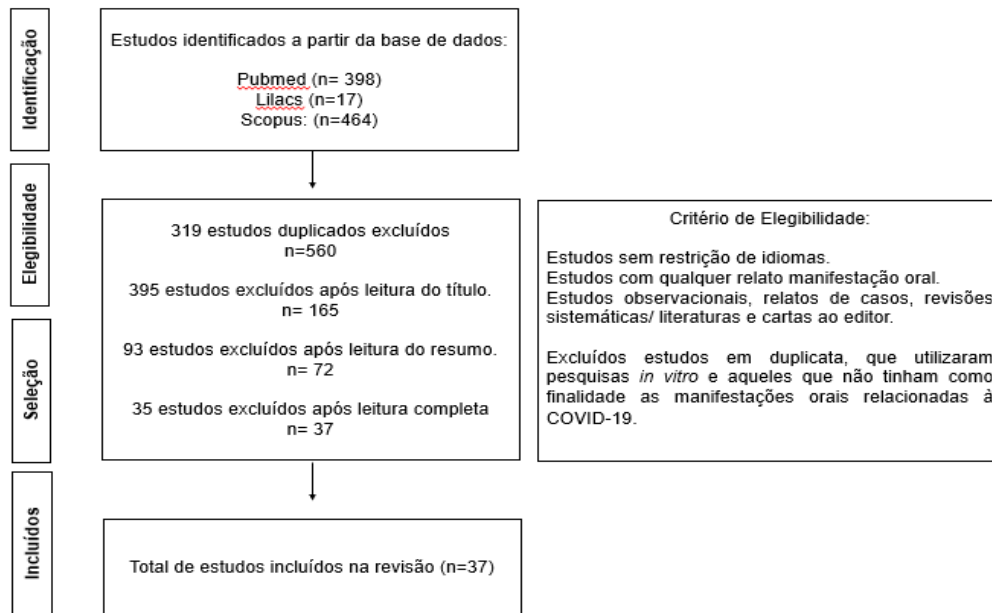 Identificação
Estudos identificados a partir da base de dados:
Pubmed (n= 398)
Lilacs (n=17)
Scopus: (n=464)
Elegibilidade
319 estudos duplicados excluídos
n=560
395 estudos excluídos após leitura do título.
n= 165
93 estudos excluídos após leitura do resumo.
n= 72
35 estudos excluídos após leitura completa
n= 37
Critério de Elegibilidade:
Estudos sem restrição de idiomas.
Estudos com qualquer relato manifestação oral.
Estudos observacionais, relatos de casos, revisões
sistemáticas/ literaturas e cartas ao editor.
Excluídos estudos em duplicata, que utilizaram
pesquisas in vitro e aqueles que não tinham como
finalidade as manifestações orais relacionadas à
COVID-19.
Seleção
Incluídos
Total de estudos incluídos na revisão (n=37)